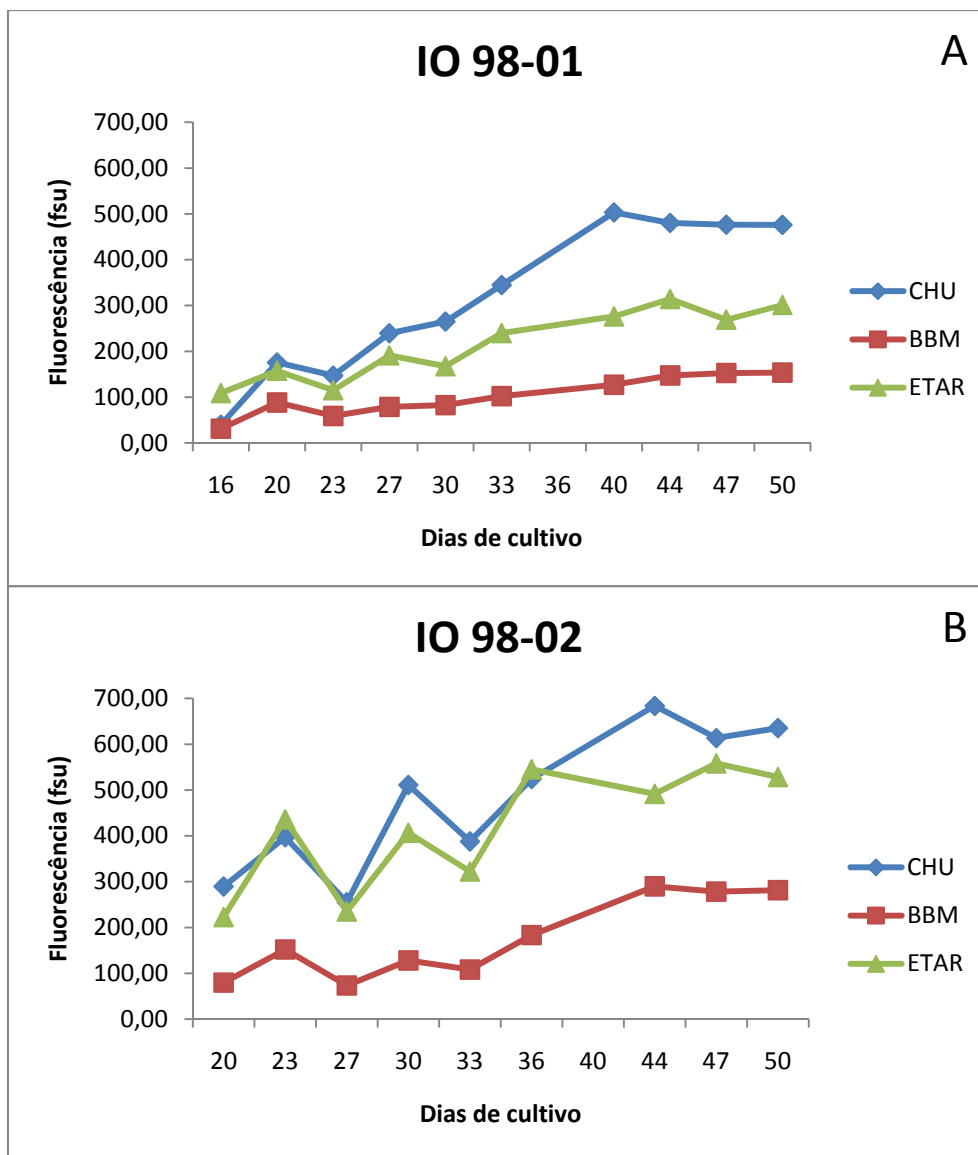 IO 98-01
A
700,00
600,00
500,00
400,00
300,00
200,00
100,00
0,00
Fluorescência (fsu)
16 20 23 27 30 33 36 40 44 47 50
Dias de cultivo
CHU
BBM
ETAR
IO 98-02
B
700,00
600,00
500,00
400,00
300,00
200,00
100,00
0,00
Fluorescência (fsu)
20 23 27 30 33 36 40 44 47 50
Dias de cultivo
CHU
BBM
ETAR